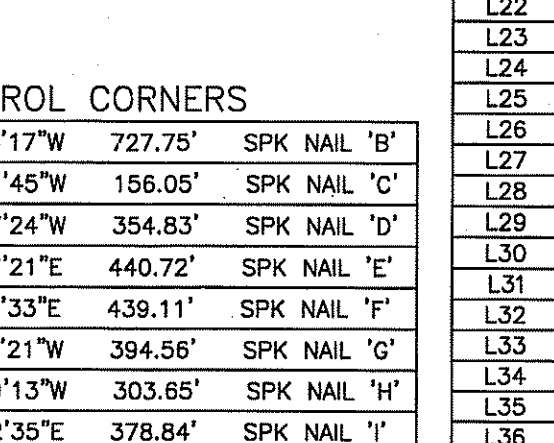 ROL CORNERS
'17"W 727.75' SPK NAIL 'B'
'45"W 156.05' SPK NAIL 'C'
'24"W 354.83' SPK NAIL 'D'
'21"E 440.72' SPK NAIL 'E'
'33"E 439.11' SPK NAIL 'F'
'21"W 394.56' SPK NAIL 'G'
'13"W 303.65' SPK NAIL 'H'
'35"E 378.84' SPK NAIL 'I'
L22
L23
L24
L25
L26
L27
L28
L29
L30
L31
L32
L33
L34
L35
L36